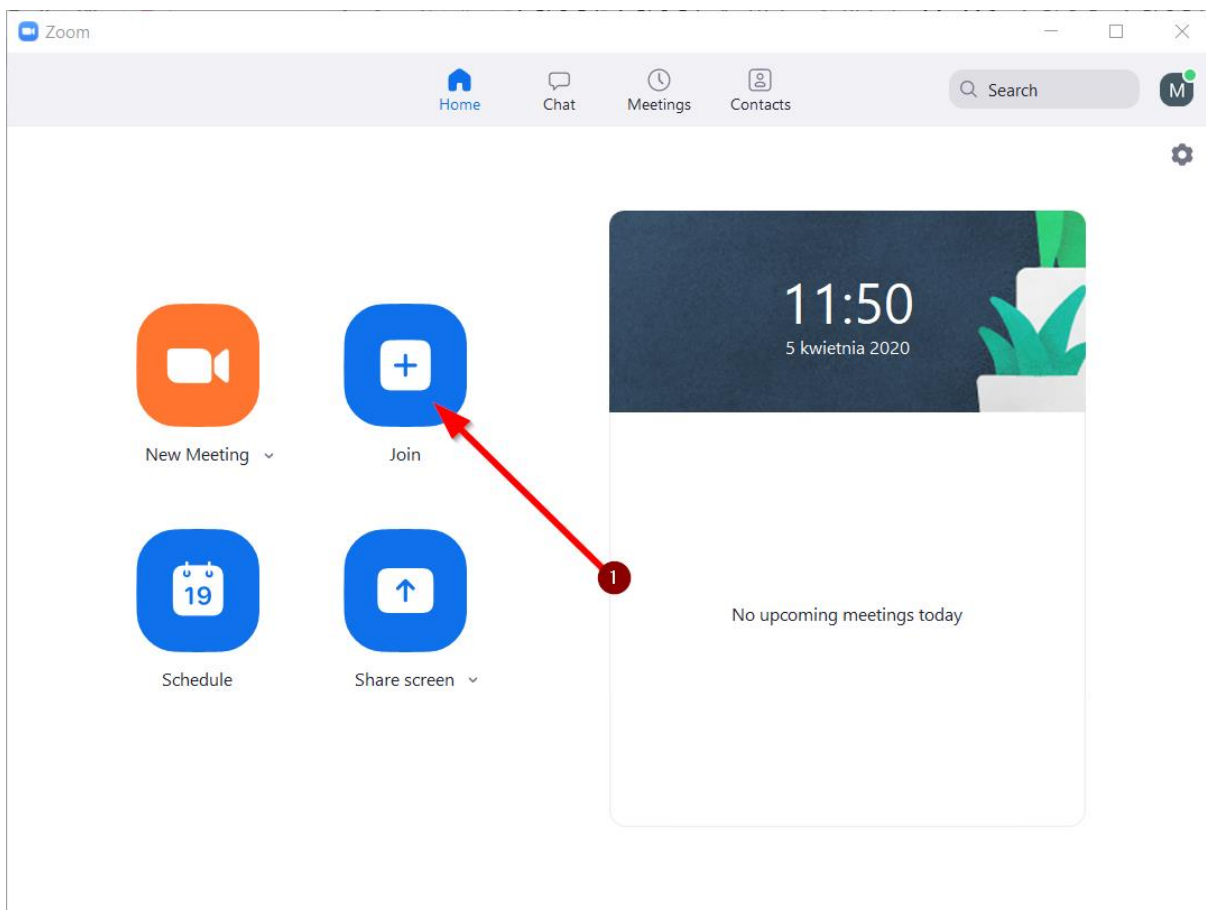 Zoom
Home Chat Meetings Contacts Search M
11:50
5 kwietnia 2020
New Meeting Join
1
19
No upcoming meetings today
Schedule Share screen